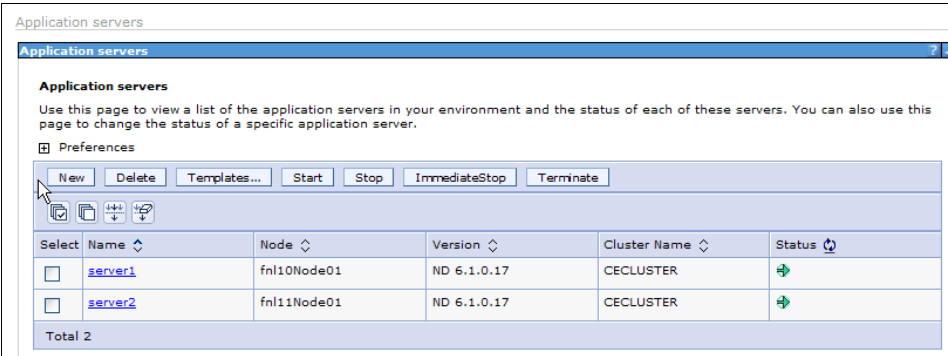 Application servers
Application servers ?
Application servers
Use this page to view a list of the application servers in your environment and the status of each of these servers. You can also use this
page to change the status of a specific application server.
Preferences
New Delete Templates... Start Stop ImmediateStop Terminate
Select Name Node Version Cluster Name Status
server1 fnl10Node01 ND 6.1.0.17 CECLUSTER
server2 fnl11Node01 ND 6.1.0.17 CECLUSTER
Total 2